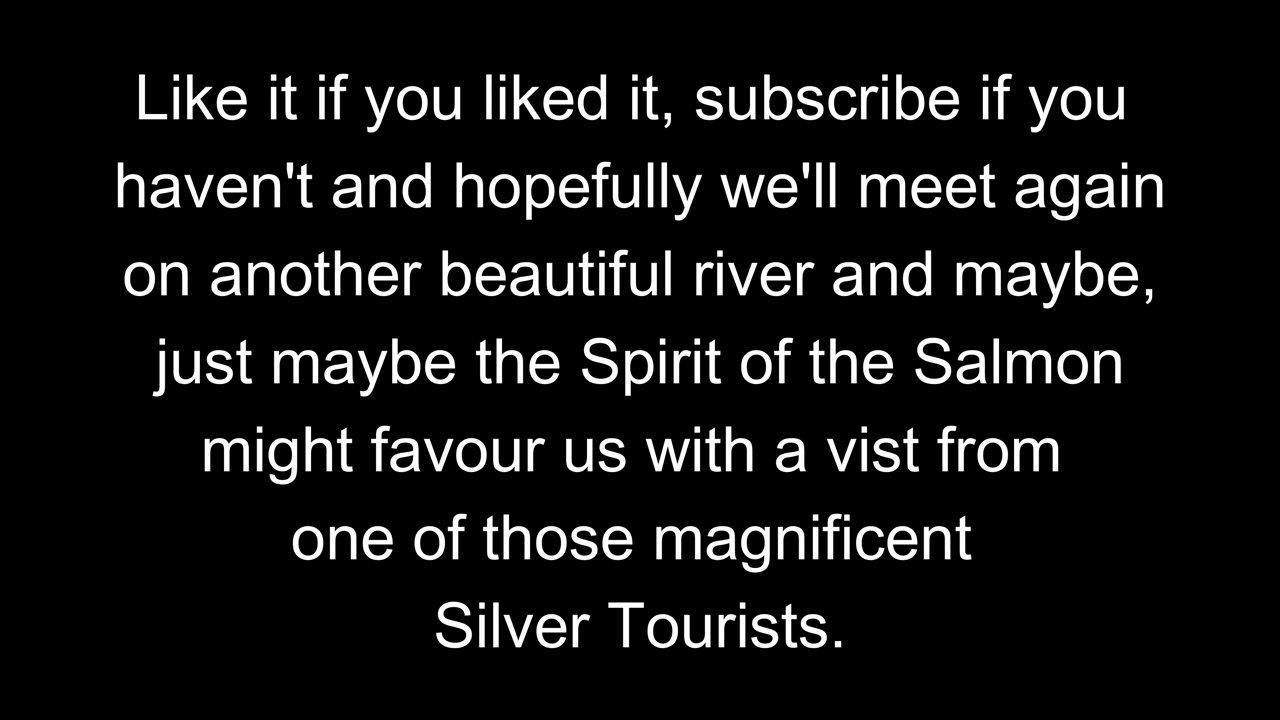 Like it if you liked it, subscribe if you
haven't and hopefully we'll meet again
on another beautiful river and maybe,
just maybe the Spirit of the Salmon
might favour us with a vist from
one of those magnificent
Silver Tourists.